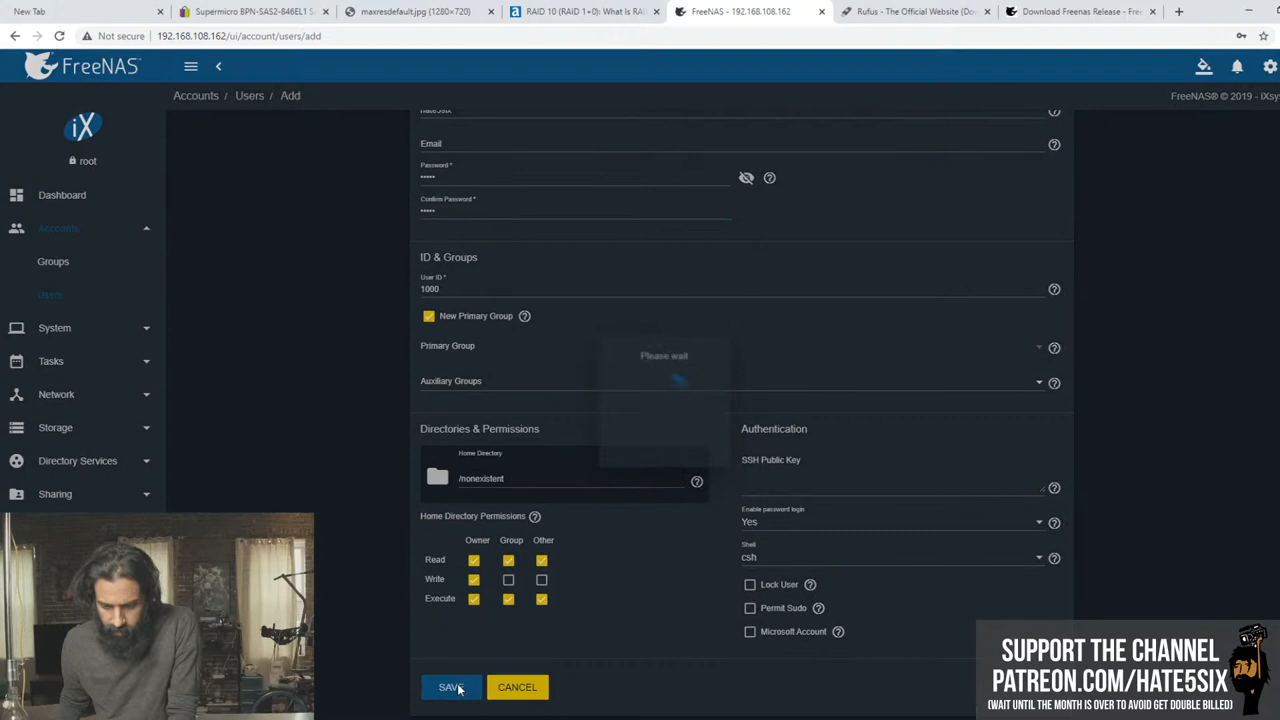 New Tab
Supermicro BPN-SAS2-846EL1 S
maxresdefault.jpg (1280×720)
RAID 10 (RAID 1+0): What Is RAI
FreeNAS - 192.168.108.162
Rufus - The Official Website (Dow
Download Freenas Release - Free
Not secure
192.168.108.162/ui/account/users/add
FreeNAS
Accounts / Users / Add
FreeNAS® © 2019 - iXsy
iX
root
Dashboard
Accounts
Groups
Users
System
Tasks
Network
Storage
Directory Services
Sharing
Email
Password *
•••••
Confirm Password *
•••••
ID & Groups
User ID *
1000
New Primary Group
Primary Group
Auxiliary Groups
Please wait
Directories & Permissions
Home Directory
/nonexistent
Home Directory Permissions
Owner Group Other
Read
Write
Execute
Authentication
SSH Public Key
Enable password login
Yes
Shell
csh
Lock User
Permit Sudo
Microsoft Account
SAVE
CANCEL
SUPPORT THE CHANNEL
PATREON.COM/HATE5SIX
(WAIT UNTIL THE MONTH IS OVER TO AVOID GET DOUBLE BILLED)